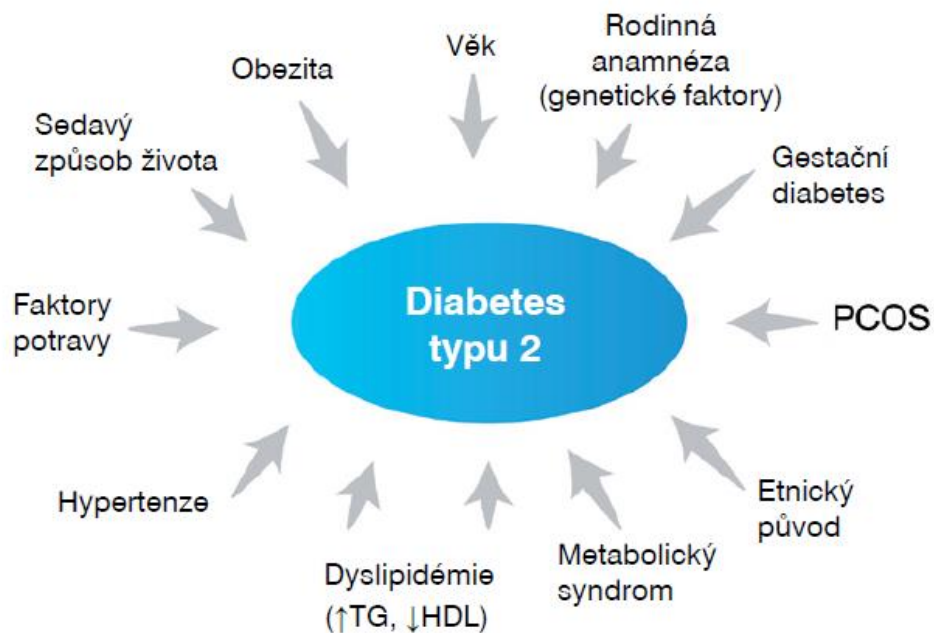 Věk
Rodinná
anamnéza
(genetické faktory)
Obezita
Sedavý
způsob života
Gestační
diabetes
Faktory
potravy
Diabetes
typu 2
PCOS
Hypertenze
Etnický
původ
Dyslipidémie
(↑TG, ↓HDL)
Metabolický
syndrom